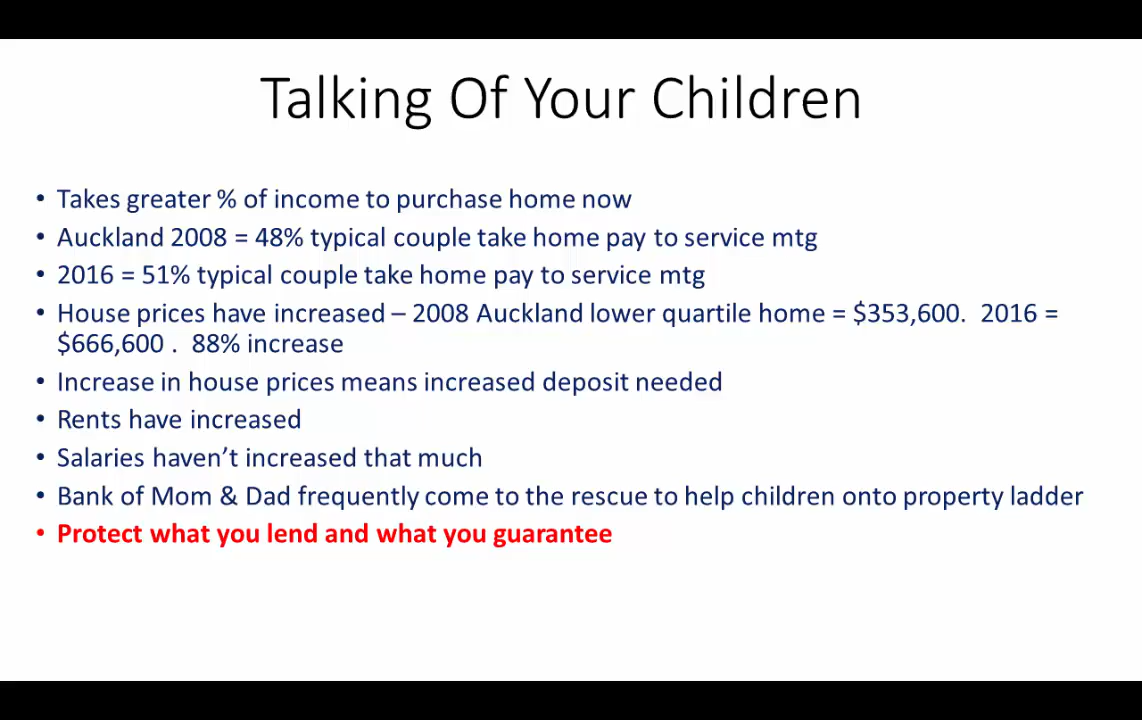 Talking Of Your Children
• Takes greater % of income to purchase home now
• Auckland 2008 = 48% typical couple take home pay to service mtg
• 2016 = 51% typical couple take home pay to service mtg
• House prices have increased – 2008 Auckland lower quartile home = $353,600.  2016 =
$666,600 .  88% increase
• Increase in house prices means increased deposit needed
• Rents have increased
• Salaries haven’t increased that much
• Bank of Mom & Dad frequently come to the rescue to help children onto property ladder
• Protect what you lend and what you guarantee